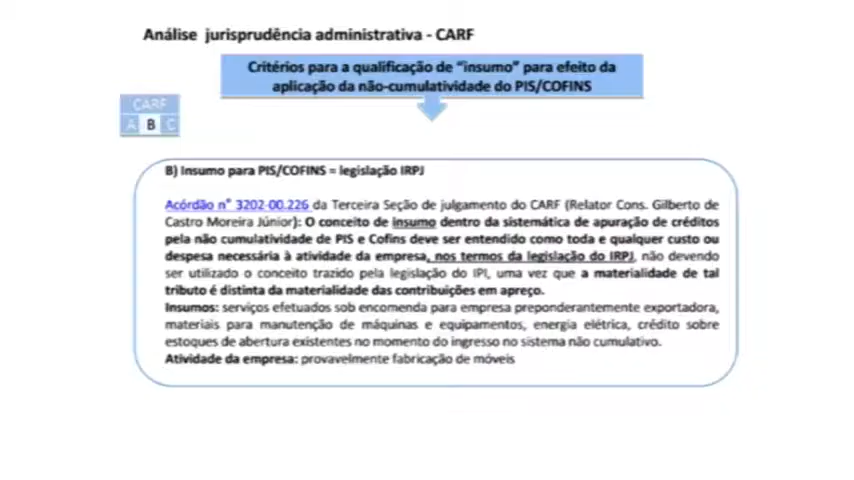 Análise jurisprudência administrativa - CARF
Critérios para a qualificação de "insumo" para efeito da
aplicação da não-cumulatividade do PIS/COFINS
CARF
A B C
B) Insumo para PIS/COFINS = legislação IRPJ
Acórdão n° 3202-00.226 da Terceira Seção de julgamento do CARF (Relator Cons. Gilberto de
Castro Moreira Júnior): O conceito de insumo dentro da sistemática de apuração de créditos
pela não cumulatividade de PIS e Cofins deve ser entendido como toda e qualquer custo ou
despesa necessária à atividade da empresa, nos termos da legislação do IRPJ, não devendo
ser utilizado o conceito trazido pela legislação do IPI, uma vez que a materialidade de tal
tributo é distinta da materialidade das contribuições em apreço.
Insumos: serviços efetuados sob encomenda para empresa preponderantemente exportadora,
materiais para manutenção de máquinas e equipamentos, energia elétrica, crédito sobre
estoques de abertura existentes no momento do ingresso no sistema não cumulativo.
Atividade da empresa: provavelmente fabricação de móveis